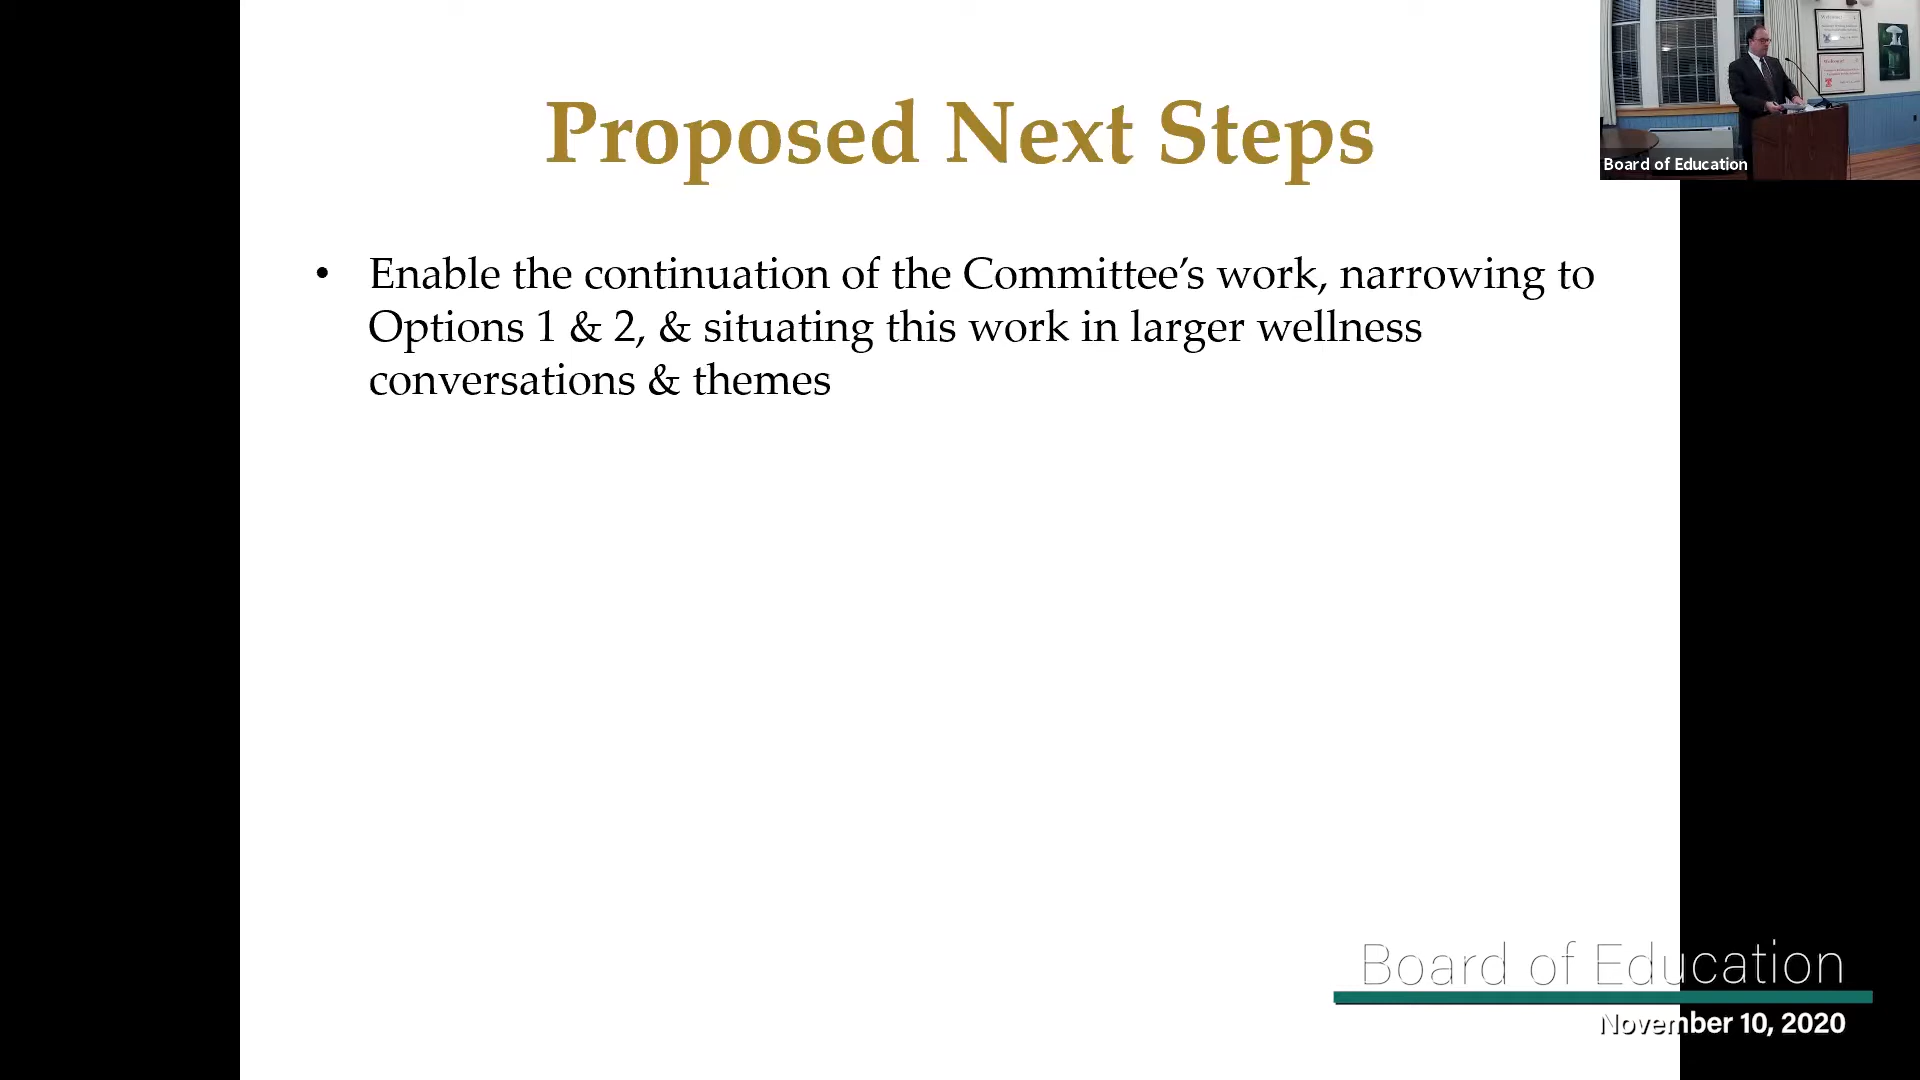 Proposed Next Steps
• Enable the continuation of the Committee’s work, narrowing to
Options 1 & 2, & situating this work in larger wellness
conversations & themes
Board of Education
Board of Education
November 10, 2020